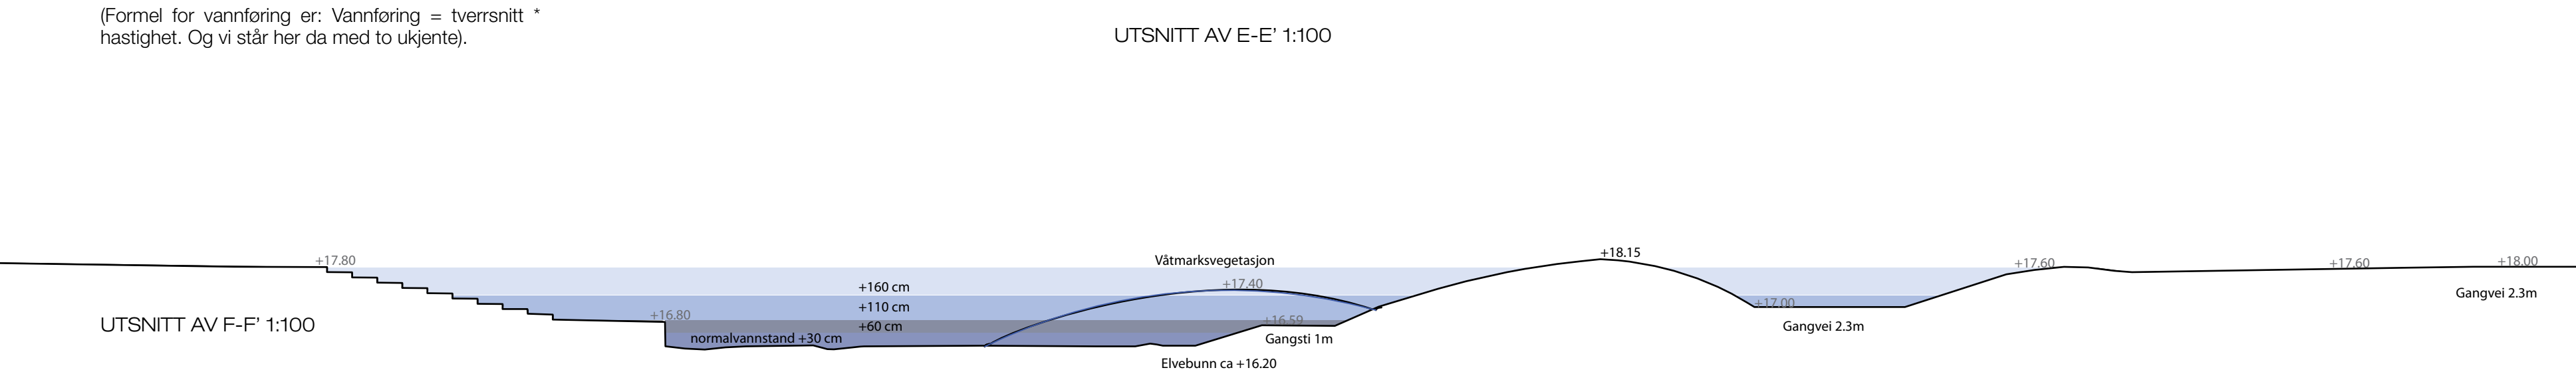 (Formel for vannføring er: Vannføring = tverrsnitt *
hastighet. Og vi står her da med to ukjente).
UTSNITT AV E-E’ 1:100
+17.80
Våtmarksvegetasjon
+18.15
+17.60
+17.60
+18.00
+160 cm
+17.40
Gangvei 2.3m
+110 cm
+17.00
+16.80
+16.59
UTSNITT AV F-F’ 1:100
+60 cm
Gangvei 2.3m
normalvannstand +30 cm
Gangsti 1m
Elvebunn ca +16.20